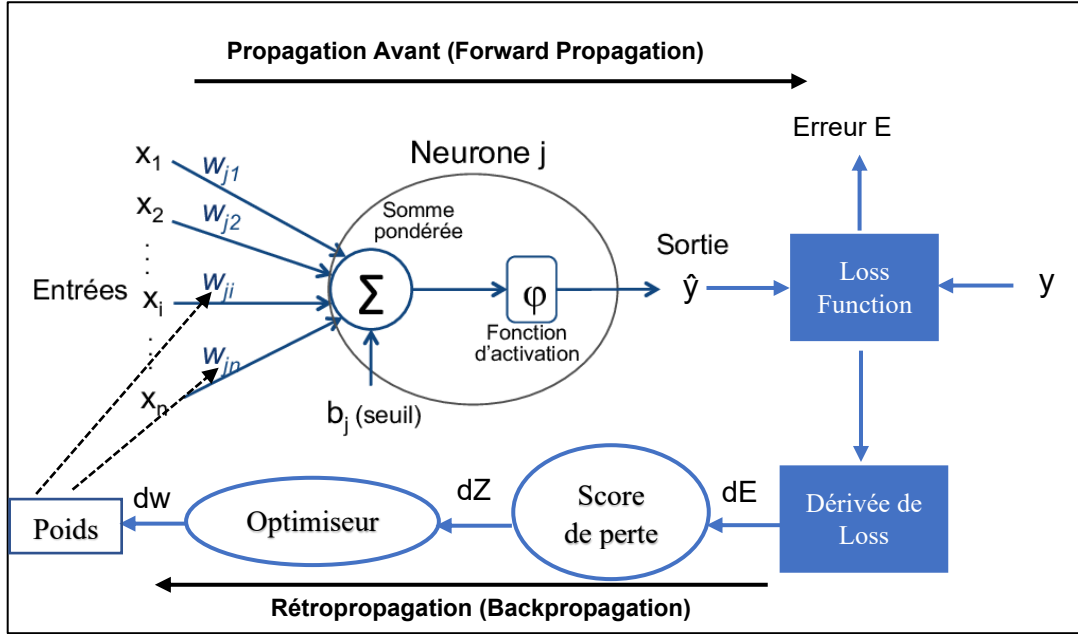 Propagation Avant (Forward Propagation)
Erreur E
Neurone j
x1
wj1
x2
wj2
Somme
pondérée
Entrées
xi
wji
Σ
φ
Fonction
d'activation
Sortie
ŷ
Loss
Function
y
wjn
xn
bj (seuil)
Poids
dw
Optimiseur
dZ
Score
de perte
dE
Dérivée de
Loss
Rétropropagation (Backpropagation)